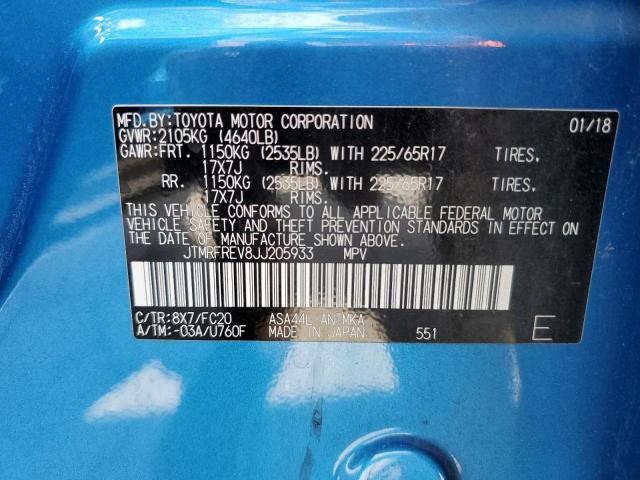 MFD.BY:TOYOTA MOTOR CORPORATION 01/18
GVWR:2105KG (4640LB)
GAWR:FRT. 1150KG (2535LB) WITH 225/65R17 TIRES.
17X7J RIMS.
RR. 1150KG (2535LB) WITH 225/65R17 TIRES.
17X7J RIMS.
THIS VEHICLE CONFORMS TO ALL APPLICABLE FEDERAL MOTOR
VEHICLE SAFETY AND THEFT PREVENTION STANDARDS IN EFFECT ON
THE DATE OF MANUFACTURE SHOWN ABOVE.
JTMRFREV8JJ205933 MPV
C/TR:8X7/FC20 ASA44L-ANTMKA
A/TM:-03A/U760F MADE IN JAPAN 551 E